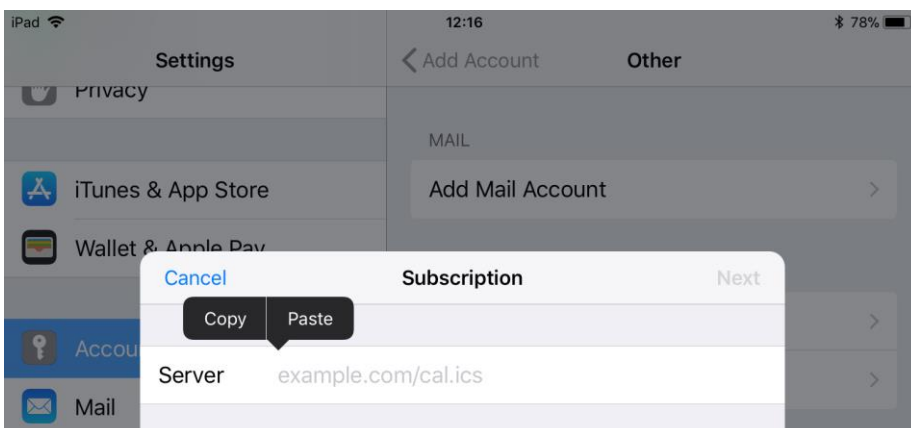 iPad 12:16 78%
Settings
Add Account Other
Privacy
MAIL
iTunes & App Store
Add Mail Account
Wallet & Apple Pay
Cancel Subscription Next
Copy Paste
Accou
Server example.com/cal.ics
Mail